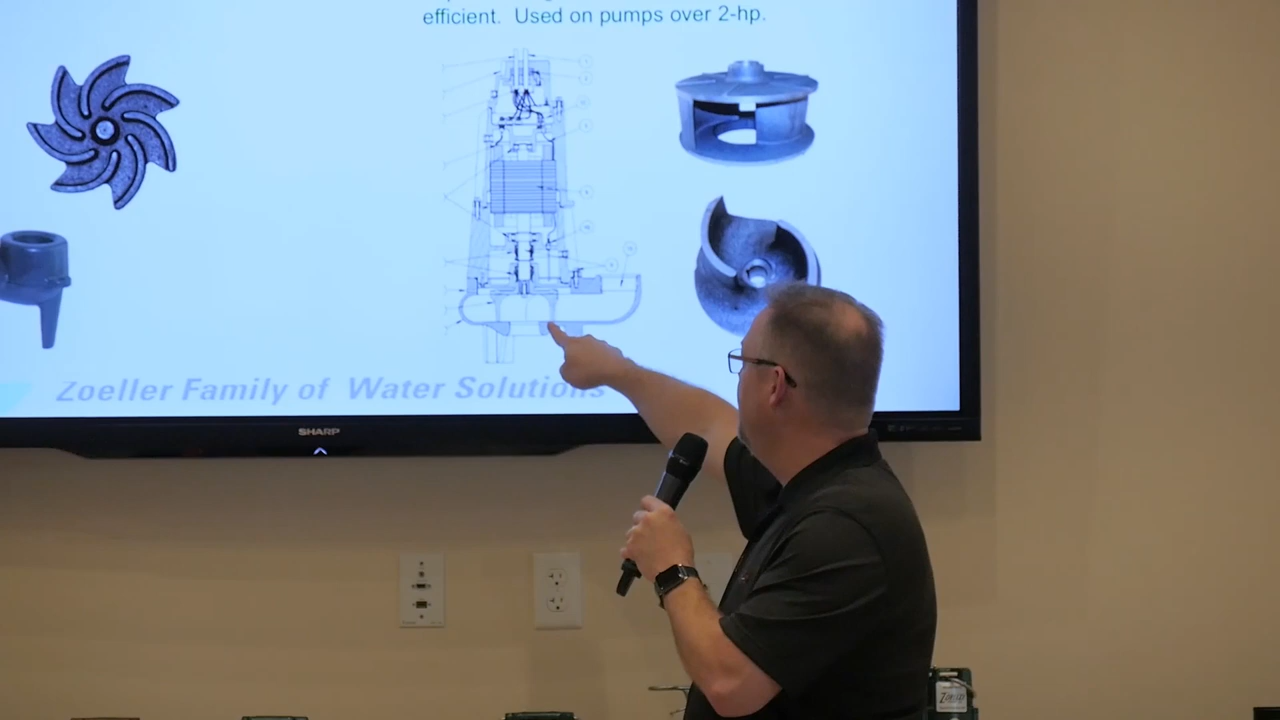 efficient. Used on pumps over 2-hp.
Zoeller Family of Water Solutions
SHARP